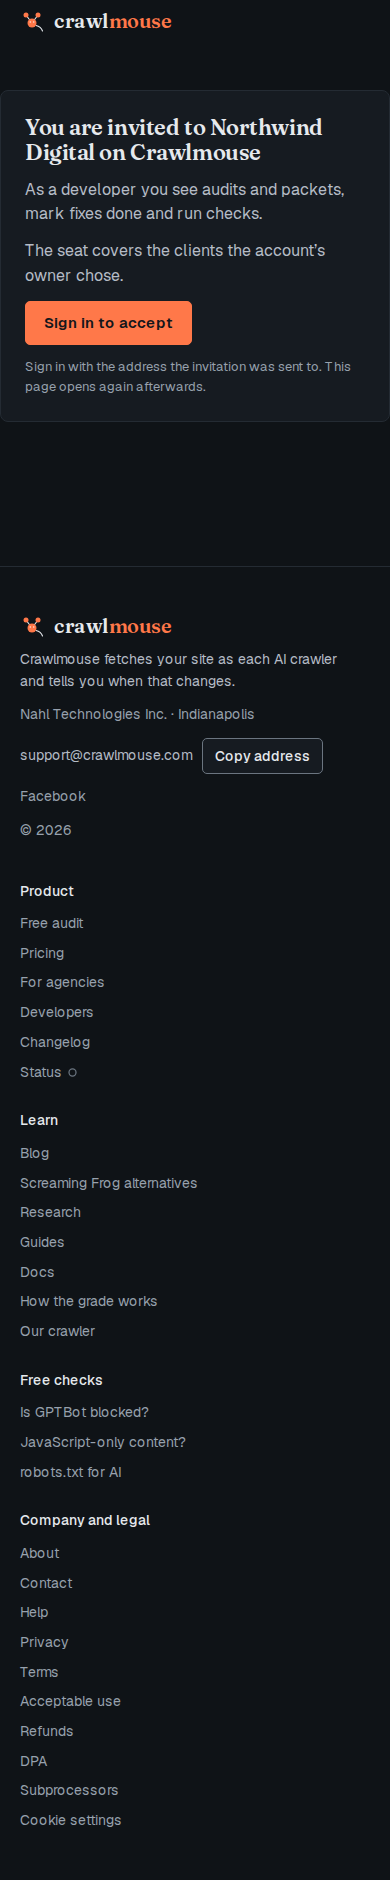 crawlmouse
You are invited to Northwind
Digital on Crawlmouse
As a developer you see audits and packets,
mark fixes done and run checks.
The seat covers the clients the account's
owner chose.
Sign in to accept
Sign in with the address the invitation was sent to. This
page opens again afterwards.
crawlmouse
Crawlmouse fetches your site as each AI crawler
and tells you when that changes.
Nahl Technologies Inc. · Indianapolis
support@crawlmouse.com Copy address
Facebook
© 2026
Product
Free audit
Pricing
For agencies
Developers
Changelog
Status
Learn
Blog
Screaming Frog alternatives
Research
Guides
Docs
How the grade works
Our crawler
Free checks
Is GPTBot blocked?
JavaScript-only content?
robots.txt for AI
Company and legal
About
Contact
Help
Privacy
Terms
Acceptable use
Refunds
DPA
Subprocessors
Cookie settings